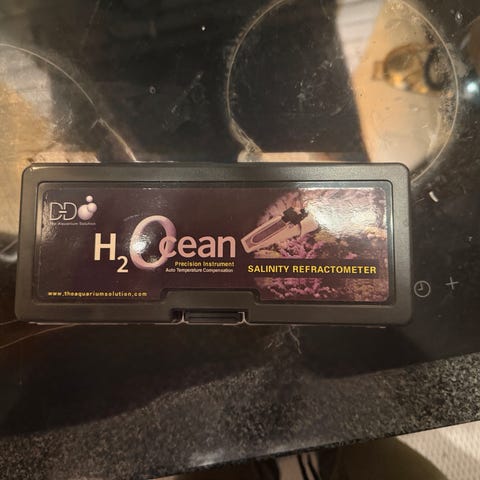 D-D
The Aquarium Solution
H2Ocean
Precision Instrument
Auto Temperature Compensation
SALINITY REFRACTOMETER
www.theaquariumsolution.com